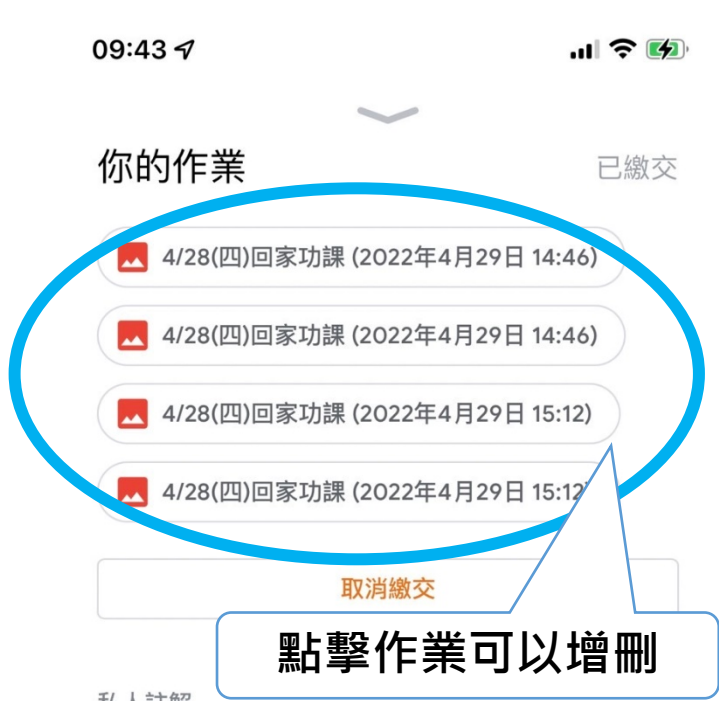 09:43
你的作業
已繳交
4/28(四)回家功課 (2022年4月29日 14:46)
4/28(四)回家功課 (2022年4月29日 14:46)
4/28(四)回家功課 (2022年4月29日 15:12)
4/28(四)回家功課 (2022年4月29日 15:12
取消繳交
點擊作業可以增刪
私人註解